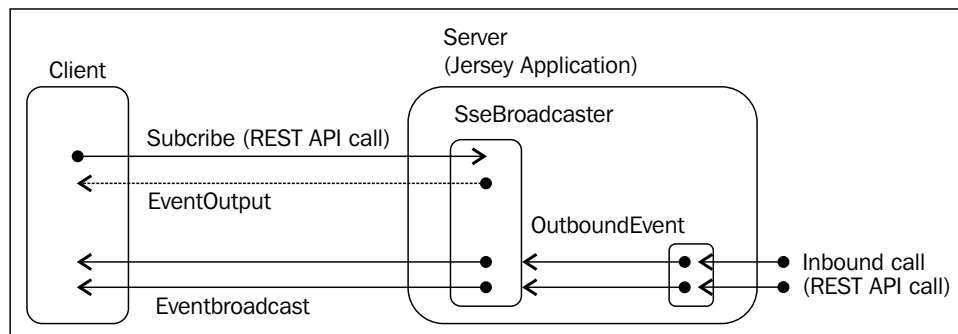 Server
(Jersey Application)
Client
SseBroadcaster
Subcribe (REST API call)
EventOutput
OutboundEvent
Inbound call
(REST API call)
Eventbroadcast